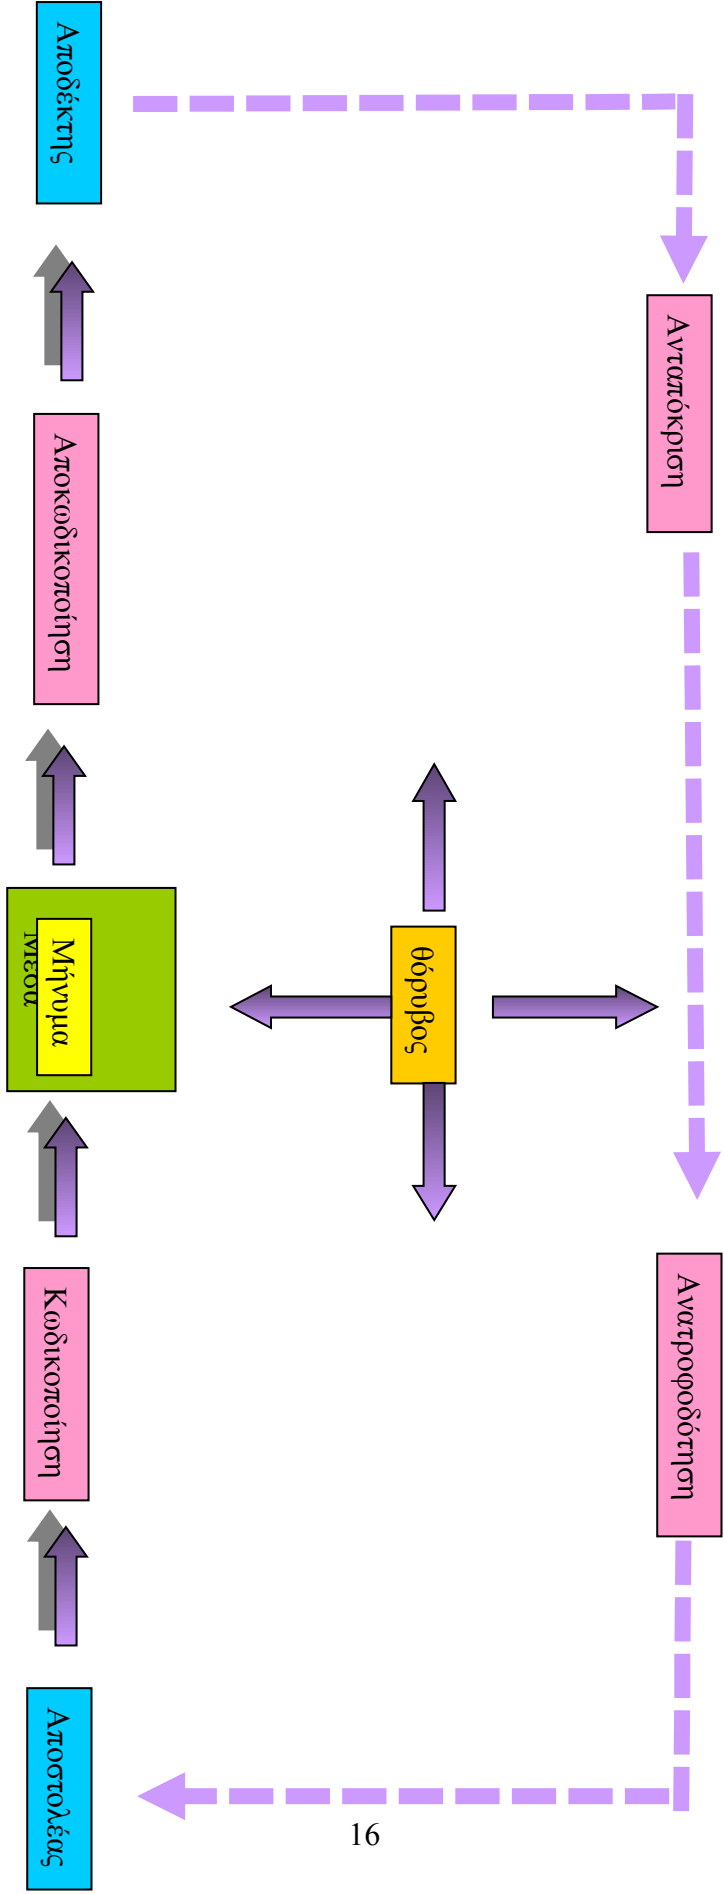 Αποδέκτης
Ανταπόκριση
Αποκωδικοποίηση
θόρυβος
Μήνυμα
Ανατροφοδότηση
Κωδικοποίηση
Αποστολέας
16